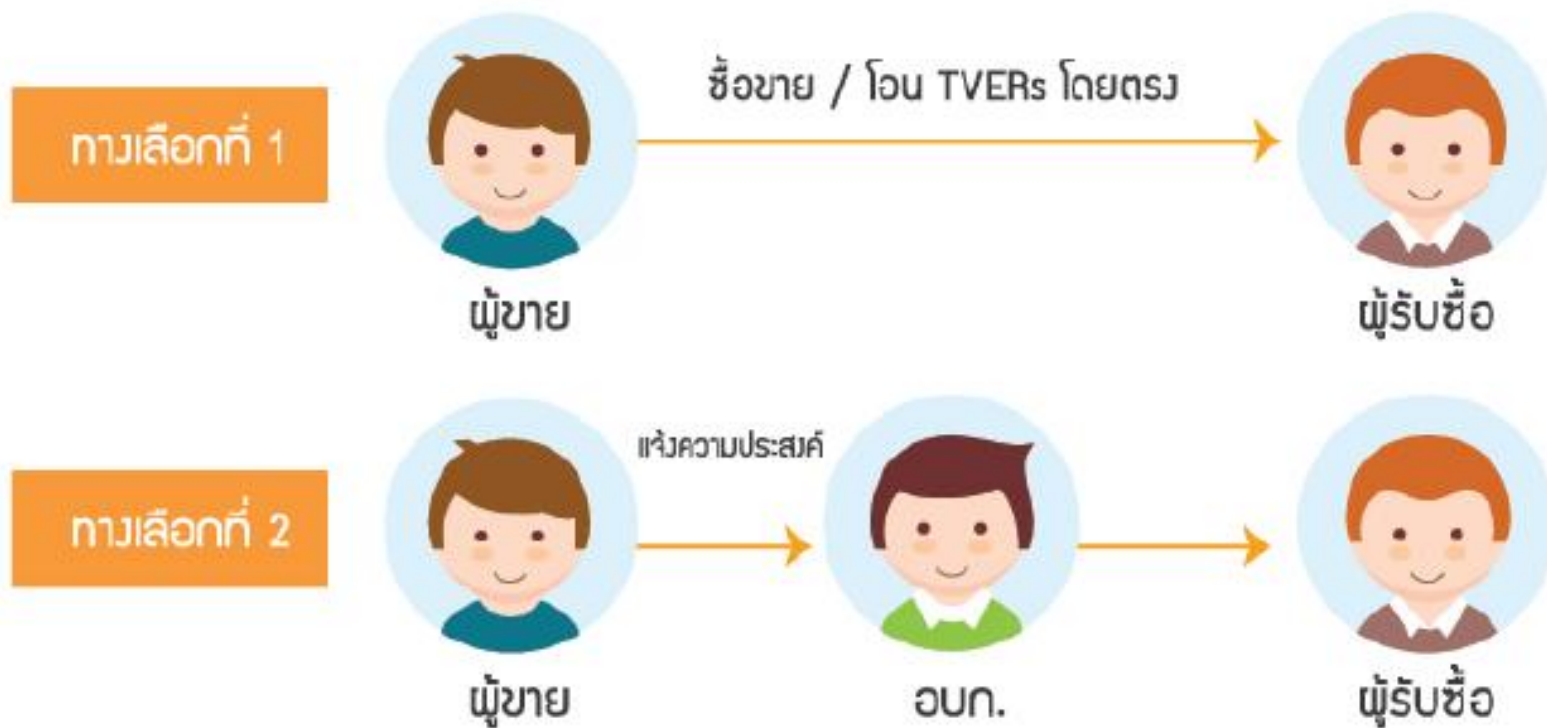 ทางเลือกที่ 1
ซื้อขาย / โอน TVERs โดยตรง
ผู้ขาย
ผู้รับซื้อ
ทางเลือกที่ 2
แจ้งความประสงค์
ผู้ขาย
อบก.
ผู้รับซื้อ